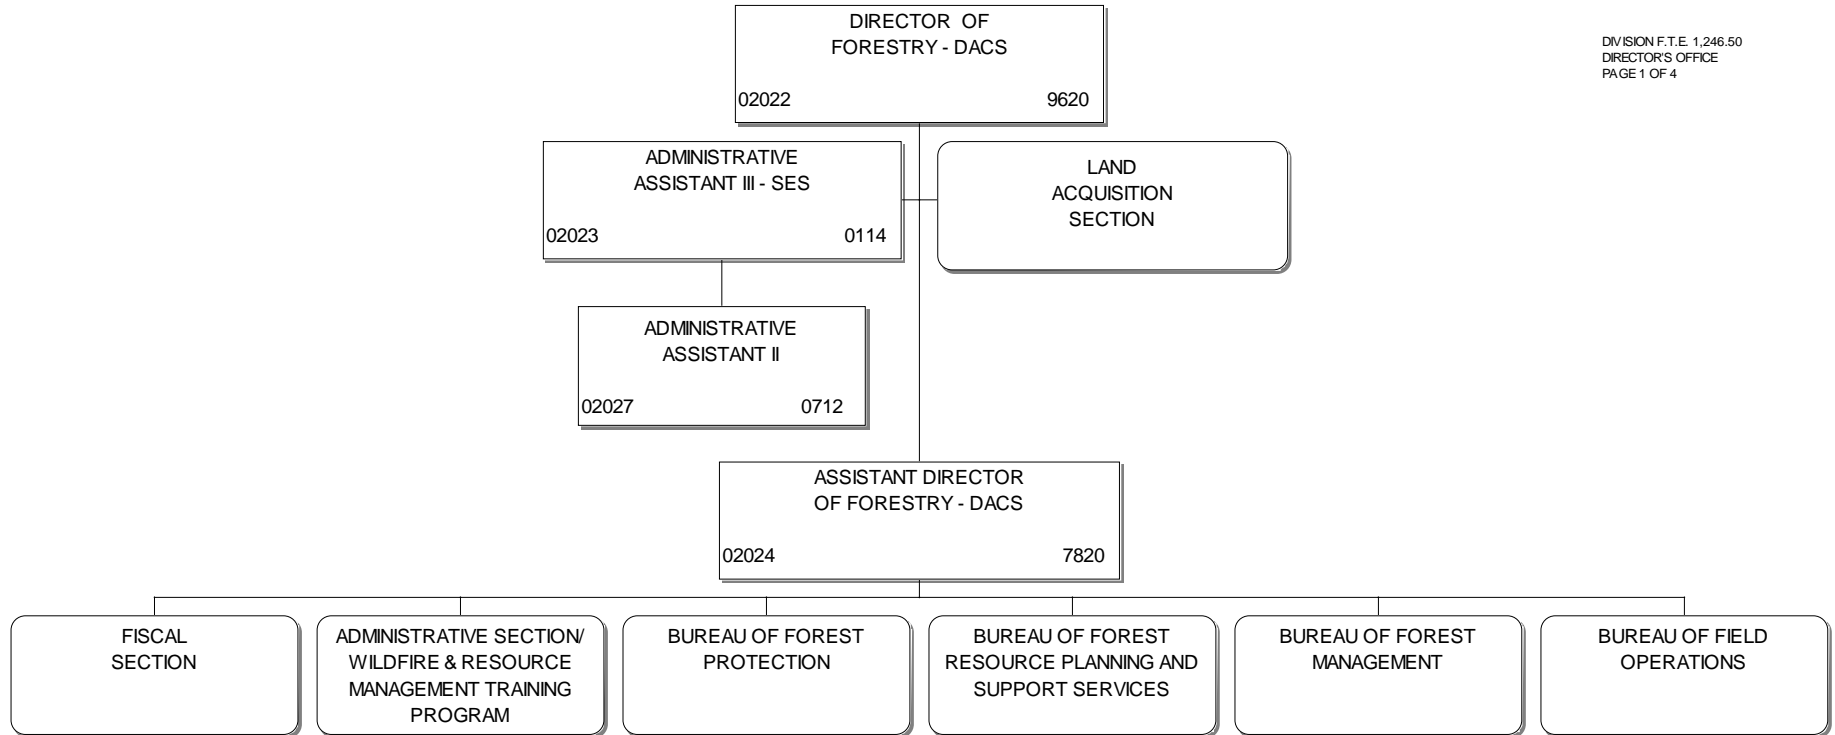 DIRECTOR OF
FORESTRY - DACS
02022 9620
DIVISION F.T.E. 1,246.50
DIRECTOR'S OFFICE
PAGE 1 OF 4
ADMINISTRATIVE
ASSISTANT III - SES
02023 0114
LAND
ACQUISITION
SECTION
ADMINISTRATIVE
ASSISTANT II
02027 0712
ASSISTANT DIRECTOR
OF FORESTRY - DACS
02024 7820
FISCAL
SECTION
ADMINISTRATIVE SECTION/
WILDFIRE & RESOURCE
MANAGEMENT TRAINING
PROGRAM
BUREAU OF FOREST
PROTECTION
BUREAU OF FOREST
RESOURCE PLANNING AND
SUPPORT SERVICES
BUREAU OF FOREST
MANAGEMENT
BUREAU OF FIELD
OPERATIONS